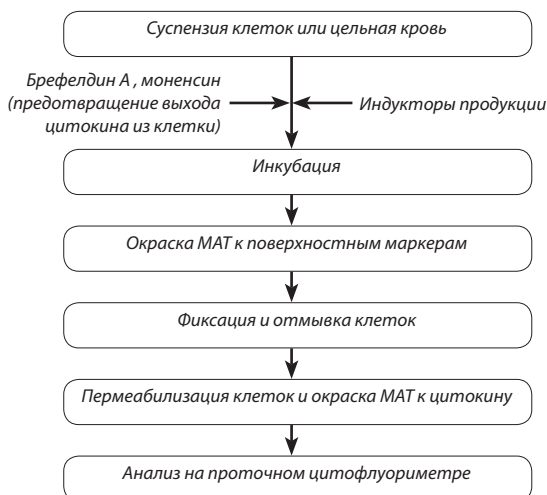 Суспензия клеток или цельная кровь
Брефелдин А , моненсин
(предотвращение выхода
цитокина из клетки)
Индукторы продукции
Инкубация
Окраска МАТ к поверхностным маркерам
Фиксация и отмывка клеток
Пермеабилизация клеток и окраска МАТ к цитокину
Анализ на проточном цитофлуориметре